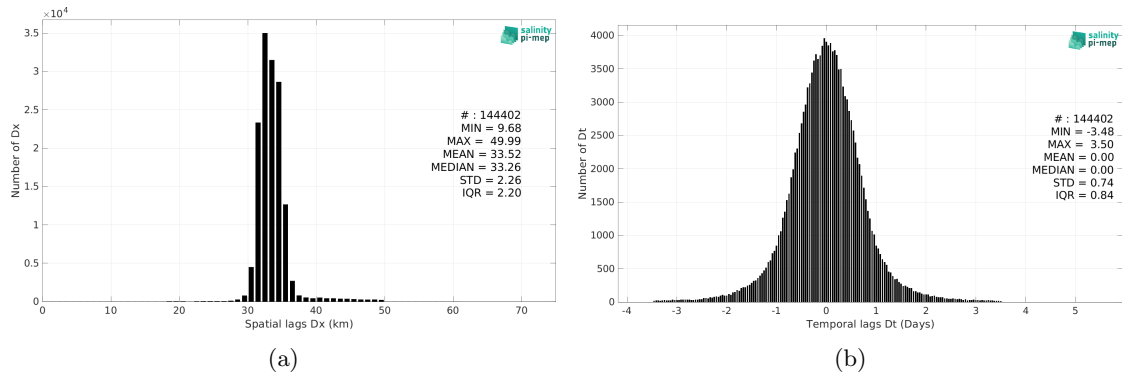 ×10⁴
3.5
3
2.5
2
1.5
1
0.5
0
0 10 20 30 40 50 60 70
Number of Dx
Spatial lags Dx (km)
salinity
pi-mep
# : 144402
MIN = 9.68
MAX = 49.99
MEAN = 33.52
MEDIAN = 33.26
STD = 2.26
IQR = 2.20
(a)
4000
3500
3000
2500
2000
1500
1000
500
0
-4 -3 -2 -1 0 1 2 3 4 5
Number of Dt
Temporal lags Dt (Days)
salinity
pi-mep
# : 144402
MIN = -3.48
MAX = 3.50
MEAN = 0.00
MEDIAN = 0.00
STD = 0.74
IQR = 0.84
(b)